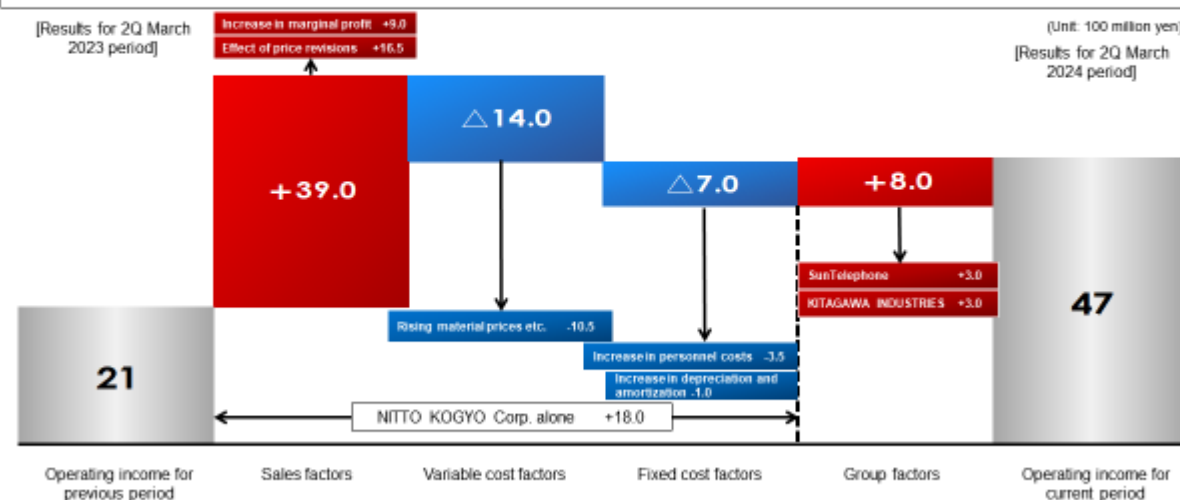 [Results for 2Q March
2023 period]
Increase in marginal profit +9.0
Effect of price revisions +16.5
(Unit: 100 million yen)
[Results for 2Q March
2024 period]
△14.0
+39.0
△7.0
+8.0
SunTelephone +3.0
KITAGAWA INDUSTRIES +3.0
47
Rising material prices etc. -10.5
Increase in personnel costs -3.5
Increase in depreciation and
amortization -1.0
21
NITTO KOGYO Corp. alone +18.0
Operating income for
previous period
Sales factors
Variable cost factors
Fixed cost factors
Group factors
Operating income for
current period